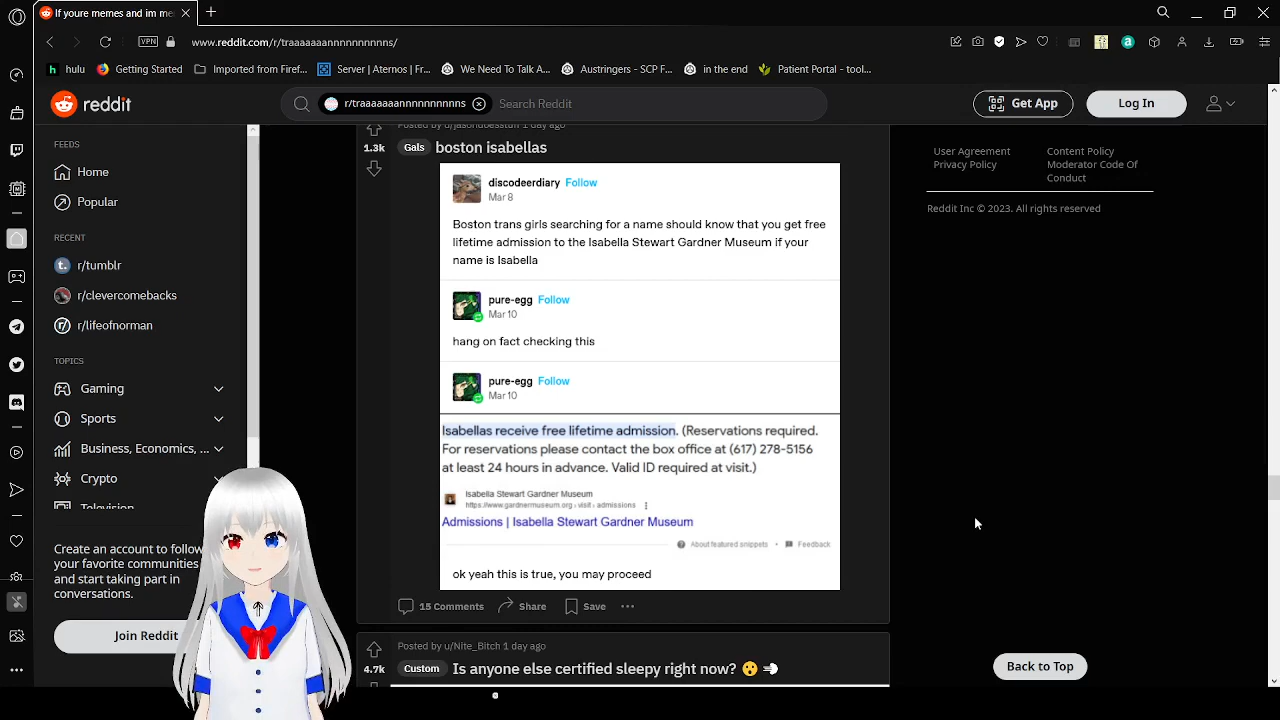 If youre memes and im me
www.reddit.com/r/traaaaaaannnnnnnnnns/
VPN
hulu
Getting Started
Imported from Firef...
Server | Aternos | Fr...
We Need To Talk A...
Austringers - SCP F...
in the end
Patient Portal - tool...
reddit
r/traaaaaaannnnnnnnnns
Search Reddit
Get App
Log In
FEEDS
Home
Popular
RECENT
r/tumblr
r/clevercomebacks
r/lifeofnorman
TOPICS
Gaming
Sports
Business, Economics, ...
Crypto
Television
Create an account to follow
your favorite communities
and start taking part in
conversations.
Join Reddit
Posted by u/jasondbesstuff 1 day ago
1.3k
Gals boston isabellas
discodeerdiary Follow
Mar 8
Boston trans girls searching for a name should know that you get free
lifetime admission to the Isabella Stewart Gardner Museum if your
name is Isabella
pure-egg Follow
Mar 10
hang on fact checking this
pure-egg Follow
Mar 10
Isabellas receive free lifetime admission. (Reservations required.
For reservations please contact the box office at (617) 278-5156
at least 24 hours in advance. Valid ID required at visit.)
Isabella Stewart Gardner Museum
https://www.gardnermuseum.org › visit › admissions
Admissions | Isabella Stewart Gardner Museum
About featured snippets • Feedback
ok yeah this is true, you may proceed
15 Comments Share Save
Posted by u/Nite_Bitch 1 day ago
4.7k
Custom Is anyone else certified sleepy right now? 😮💨
User Agreement
Privacy Policy
Content Policy
Moderator Code Of
Conduct
Reddit Inc © 2023. All rights reserved
Back to Top